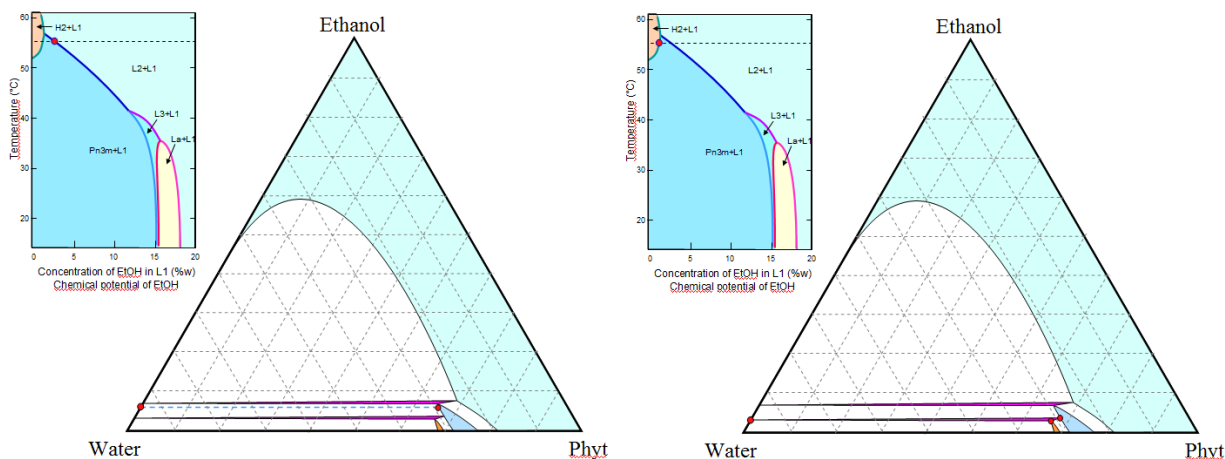 60
50
40
30
20
Temperature (°C)
H2+L1
L2+L1
L3+L1
La+L1
Pn3m+L1
0
5
10
15
20
Concentration of EtOH in L1 (%w)
Chemical potential of EtOH
Ethanol
Water
Phyt
60
50
40
30
20
Temperature (°C)
H2+L1
L2+L1
L3+L1
La+L1
Pn3m+L1
0
5
10
15
20
Concentration of EtOH in L1 (%w)
Chemical potential of EtOH
Ethanol
Water
Phyt